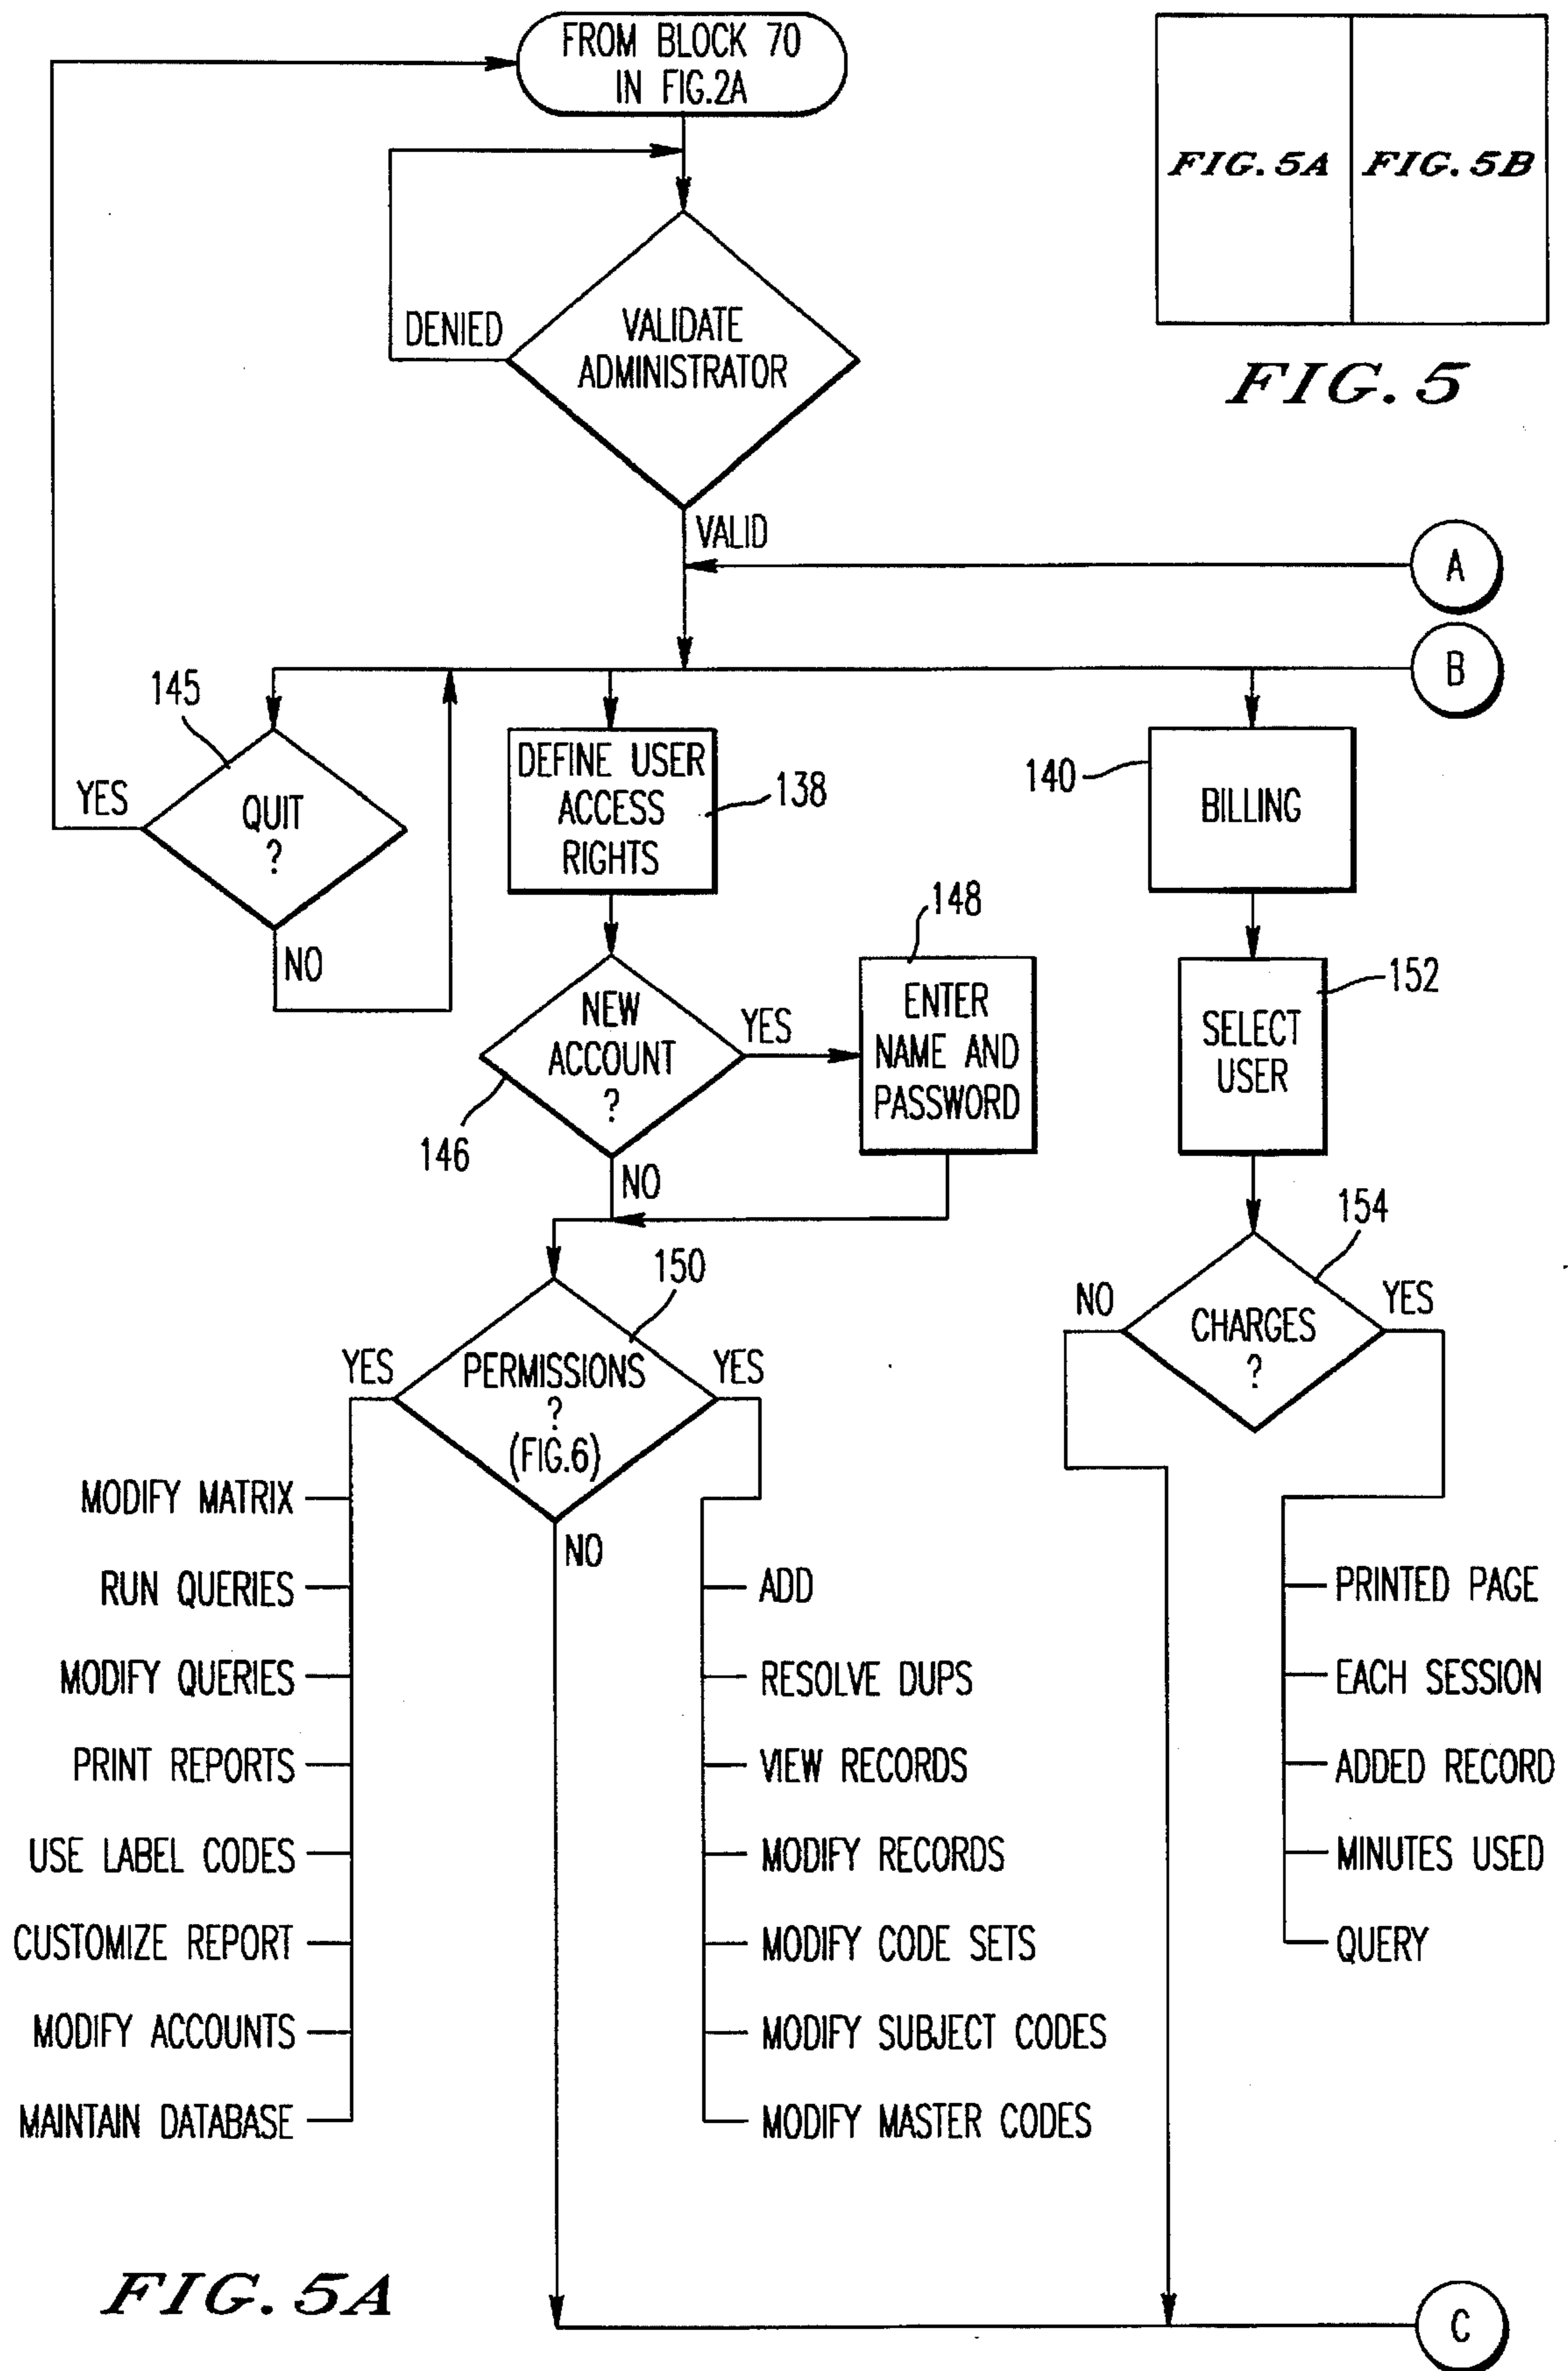 FROM BLOCK 70
IN FIG.2A
FIG. 5A
FIG. 5B
FIG. 5
DENIED
VALIDATE
ADMINISTRATOR
VALID
A
B
145
YES
QUIT
?
NO
DEFINE USER
ACCESS
RIGHTS
138
140
BILLING
148
NEW
ACCOUNT
?
YES
146
NO
ENTER
NAME AND
PASSWORD
152
SELECT
USER
154
NO
CHARGES
?
YES
150
YES
PERMISSIONS
?
(FIG.6)
YES
NO
MODIFY MATRIX
RUN QUERIES
MODIFY QUERIES
PRINT REPORTS
USE LABEL CODES
CUSTOMIZE REPORT
MODIFY ACCOUNTS
MAINTAIN DATABASE
ADD
RESOLVE DUPS
VIEW RECORDS
MODIFY RECORDS
MODIFY CODE SETS
MODIFY SUBJECT CODES
MODIFY MASTER CODES
PRINTED PAGE
EACH SESSION
ADDED RECORD
MINUTES USED
QUERY
FIG. 5A
C